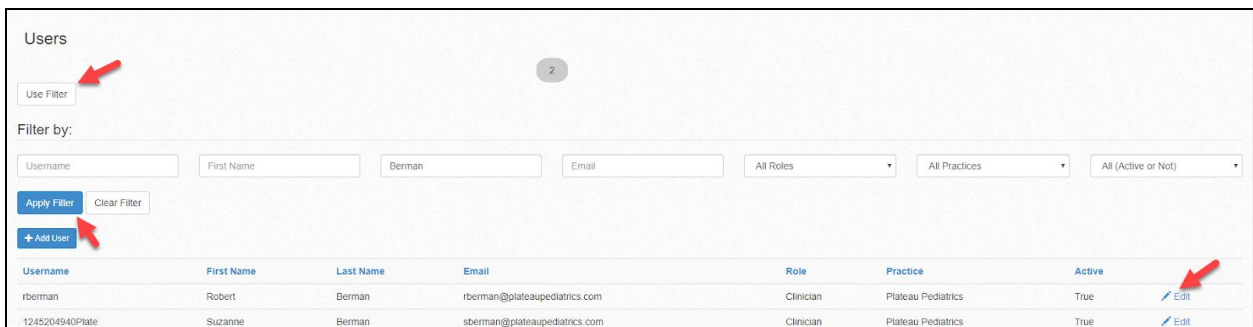 Users
2
Use Filter
Filter by:
Username First Name Berman Email All Roles All Practices All (Active or Not)
Apply Filter Clear Filter
+ Add User
Username First Name Last Name Email Role Practice Active
rberman Robert Berman rberman@plateaupediatrics.com Clinician Plateau Pediatrics True Edit
1245204940Plate Suzanne Berman sberman@plateaupediatrics.com Clinician Plateau Pediatrics True Edit